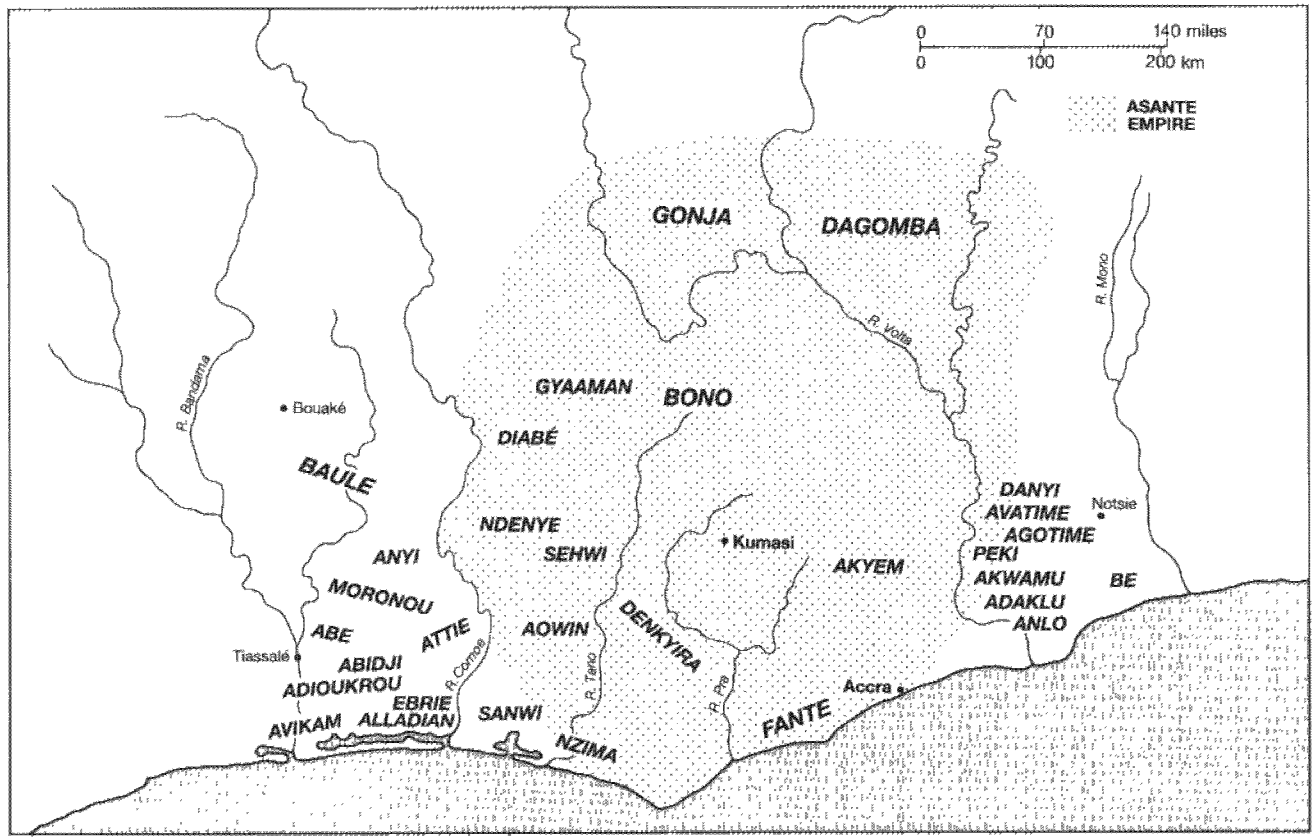 0 70 140 miles
0 100 200 km
ASANTE
EMPIRE
GONJA
DAGOMBA
R. Mono
R. Volta
R. Bandama
Bouaké
GYAAMAN
BONO
DIABÉ
BAULE
DANYI
Notsie
AVATIME
NDENYE
AGOTIME
Kumasi
SEHWI
PEKI
ANYI
AKYEM
AKWAMU
BE
MORONOU
ADAKLU
DENKYIRA
ANLO
ABE
ATTIE
AOWIN
Tiassalé
ABIDJI
R. Comoe
R. Tano
ADIOUKROU
Accra
R. Pra
EBRIE
SANWI
FANTE
AVIKAM
ALLADIAN
NZIMA